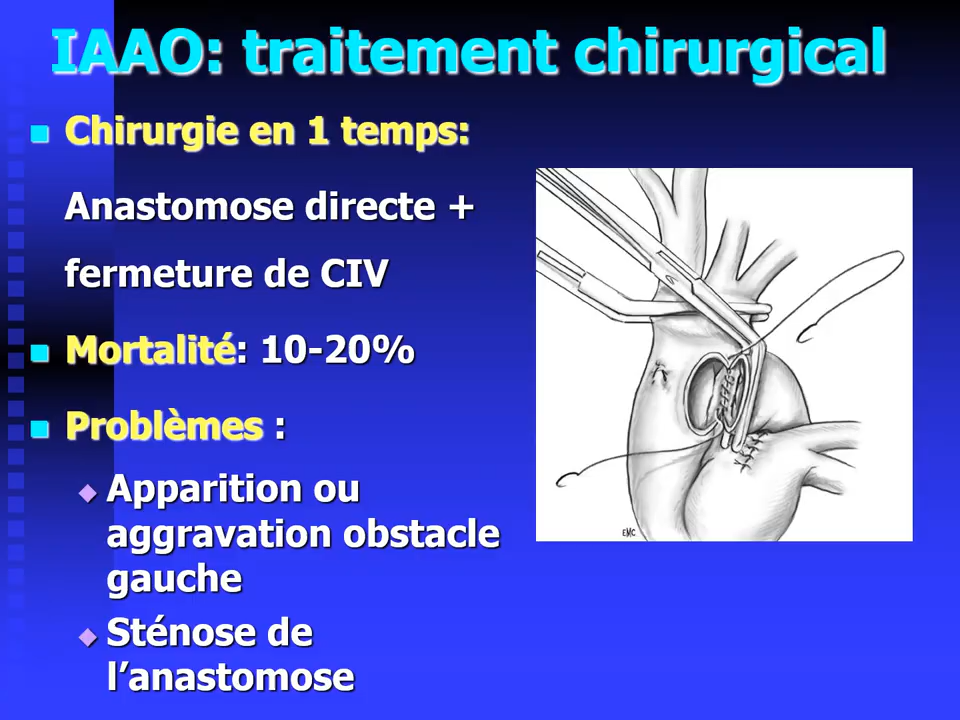 IAAO: traitement chirurgical
Chirurgie en 1 temps:
Anastomose directe +
fermeture de CIV
Mortalité: 10-20%
Problèmes :
Apparition ou
aggravation obstacle
gauche
Sténose de
l’anastomose
EMC